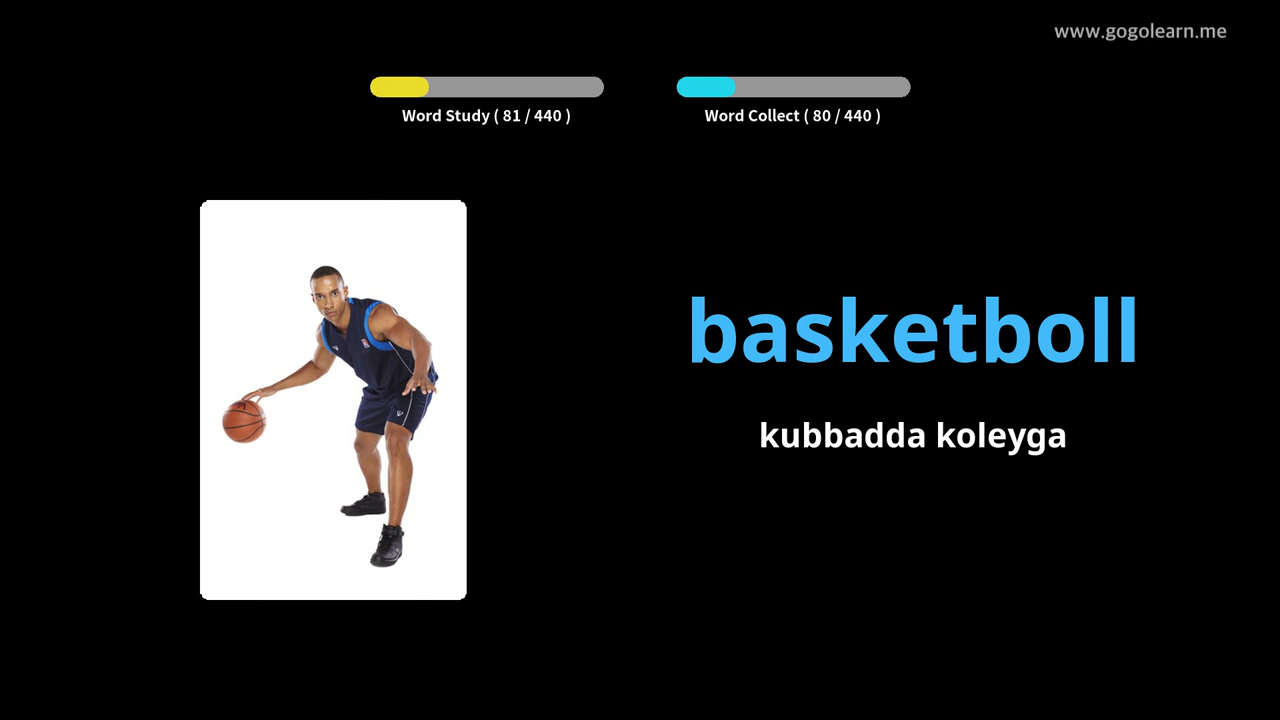 www.gogolearn.me
Word Study ( 81 / 440 )
Word Collect ( 80 / 440 )
basketboll
kubbadda koleyga